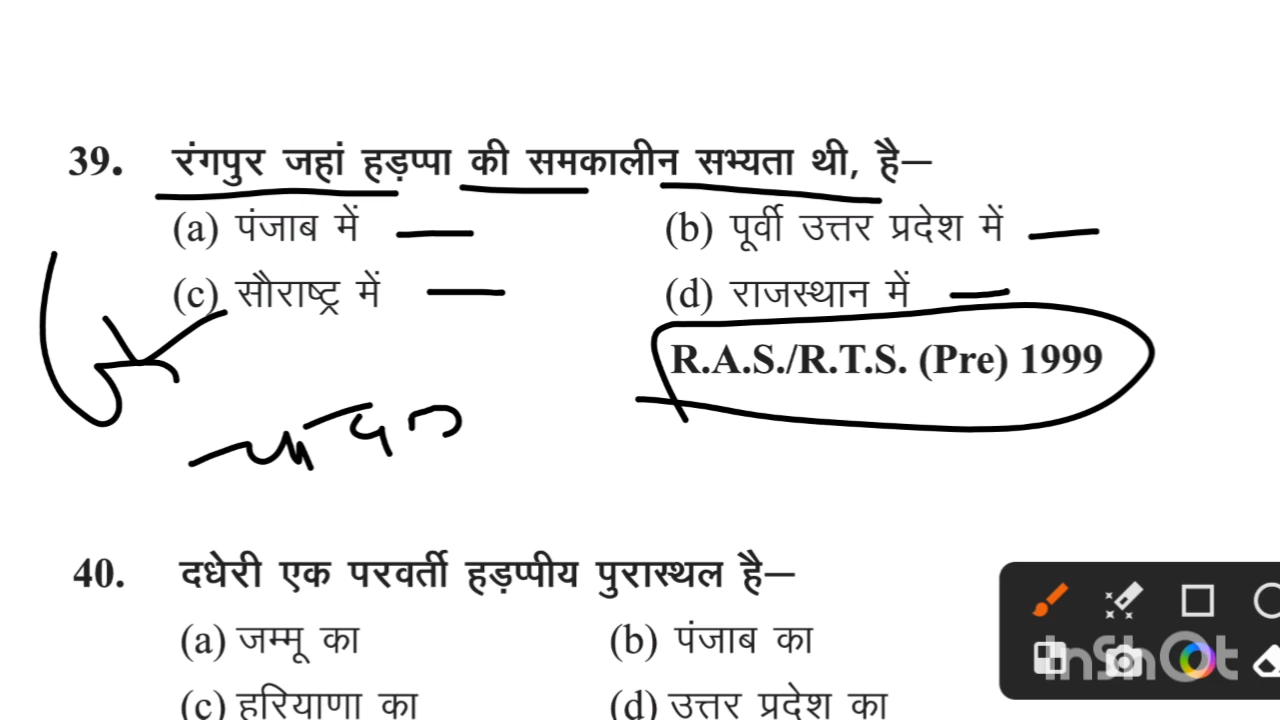 39. रंगपुर जहां हड़प्पा की समकालीन सभ्यता थी, है—
(a) पंजाब में (b) पूर्वी उत्तर प्रदेश में
(c) सौराष्ट्र में (d) राजस्थान में
R.A.S./R.T.S. (Pre) 1999
40. दधेरी एक परवर्ती हड़प्पीय पुरास्थल है—
(a) जम्मू का (b) पंजाब का
(c) हरियाणा का (d) उत्तर प्रदेश का
InShOt